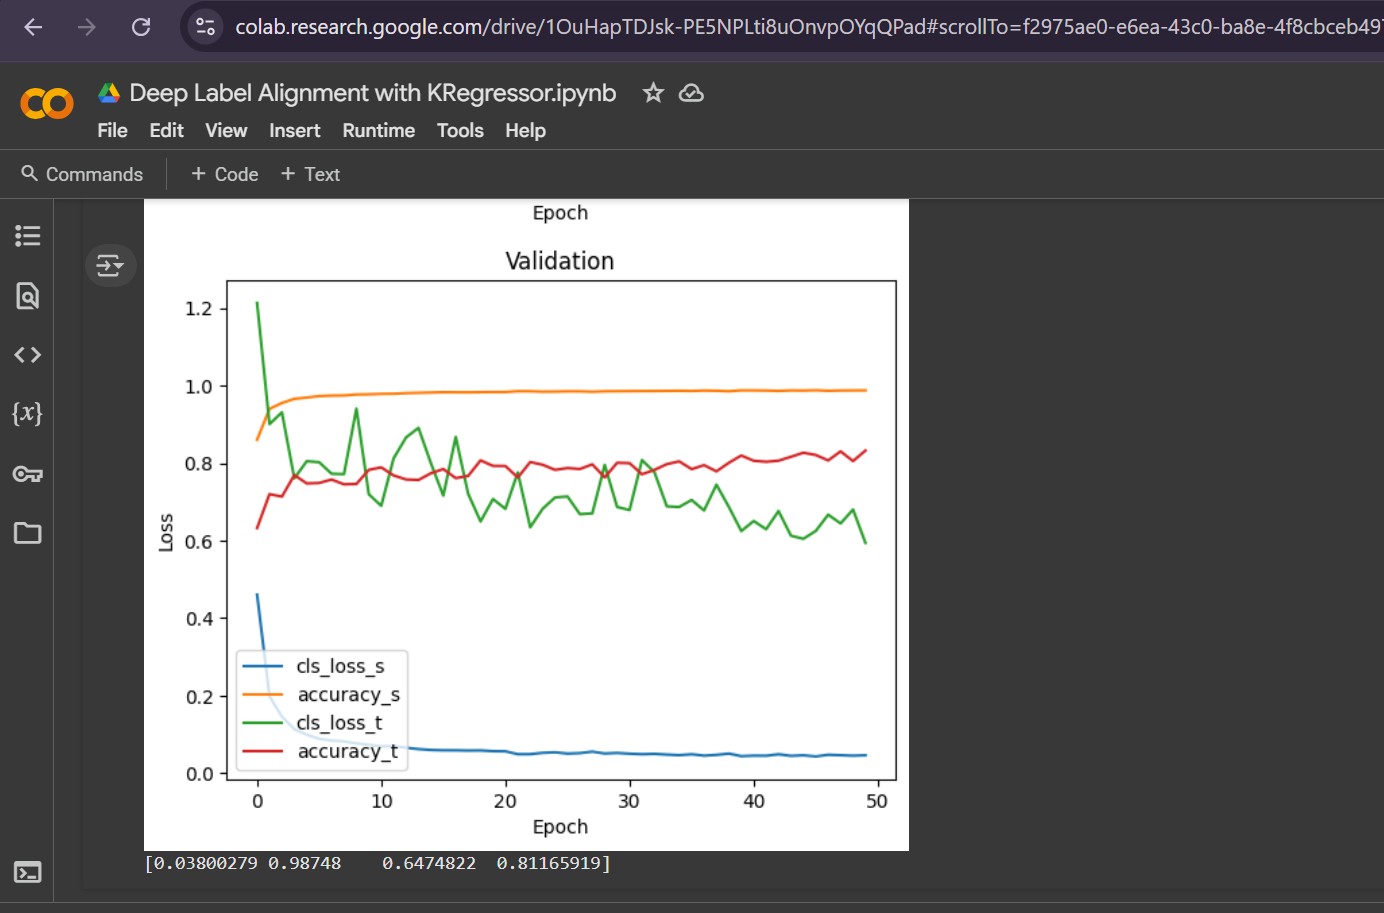 colab.research.google.com/drive/1OuHapTDJsk-PE5NPLti8uOnvpOYqQPad#scrollTo=f2975ae0-e6ea-43c0-ba8e-4f8cbceb497
CO
Deep Label Alignment with KRegressor.ipynb
File Edit View Insert Runtime Tools Help
Commands + Code + Text
Epoch
Validation
1.2
1.0
0.8
0.6
0.4
0.2
0.0
Loss
cls_loss_s
accuracy_s
cls_loss_t
accuracy_t
0 10 20 30 40 50
Epoch
[0.03800279 0.98748 0.6474822 0.81165919]